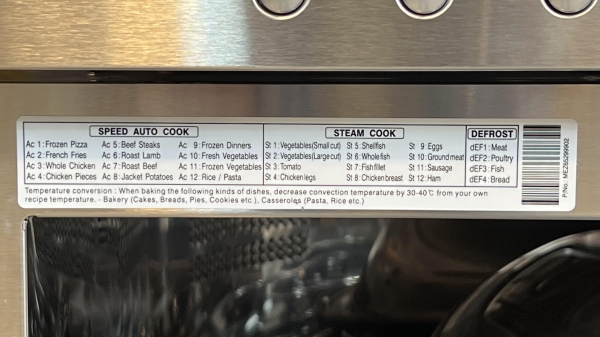 SPEED AUTO COOK STEAM COOK DEFROST
Ac 1 : Frozen Pizza Ac 5 : Beef Steaks Ac 9 : Frozen Dinners St 1 : Vegetables(Small cut) St 5 : Shellfish St 9 : Eggs dEF1 : Meat
Ac 2 : French Fries Ac 6 : Roast Lamb Ac 10 : Fresh Vegetables St 2 : Vegetables(Large cut) St 6 : Whole fish St 10 : Ground meat dEF2 : Poultry
Ac 3 : Whole Chicken Ac 7 : Roast Beef Ac 11 : Frozen Vegetables St 3 : Tomato St 7 : Fish fillet St 11 : Sausage dEF3 : Fish
Ac 4 : Chicken Pieces Ac 8 : Jacket Potatoes Ac 12 : Rice / Pasta St 4 : Chicken legs St 8 : Chicken breast St 12 : Ham dEF4 : Bread
Temperature conversion : When baking the following kinds of dishes, decrease convection temperature by 30-40℃ from your own
recipe temperature. - Bakery (Cakes, Breads, Pies, Cookies etc.), Casseroles (Pasta, Rice etc.)
P/No. MEZ65299902